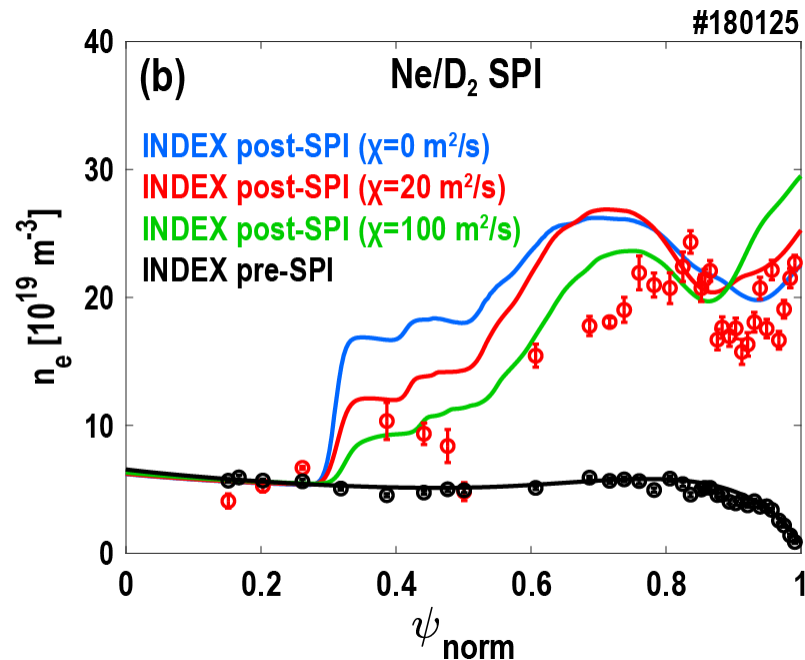 #180125
(b) Ne/D₂ SPI
INDEX post-SPI (χ=0 m²/s)
INDEX post-SPI (χ=20 m²/s)
INDEX post-SPI (χ=100 m²/s)
INDEX pre-SPI
nₑ [10¹⁹ m⁻³]
40
30
20
10
0
0 0.2 0.4 0.6 0.8 1
ψnorm